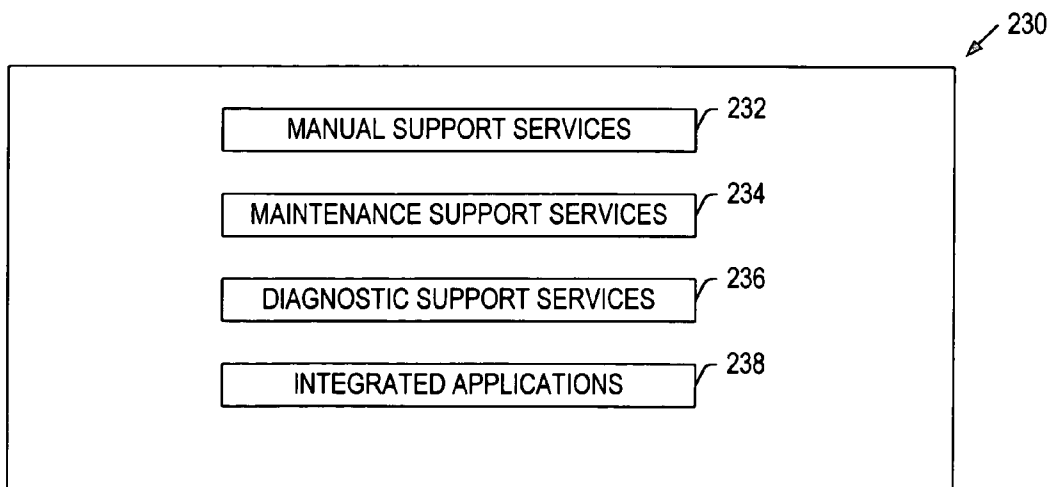 230
MANUAL SUPPORT SERVICES 232
MAINTENANCE SUPPORT SERVICES 234
DIAGNOSTIC SUPPORT SERVICES 236
INTEGRATED APPLICATIONS 238